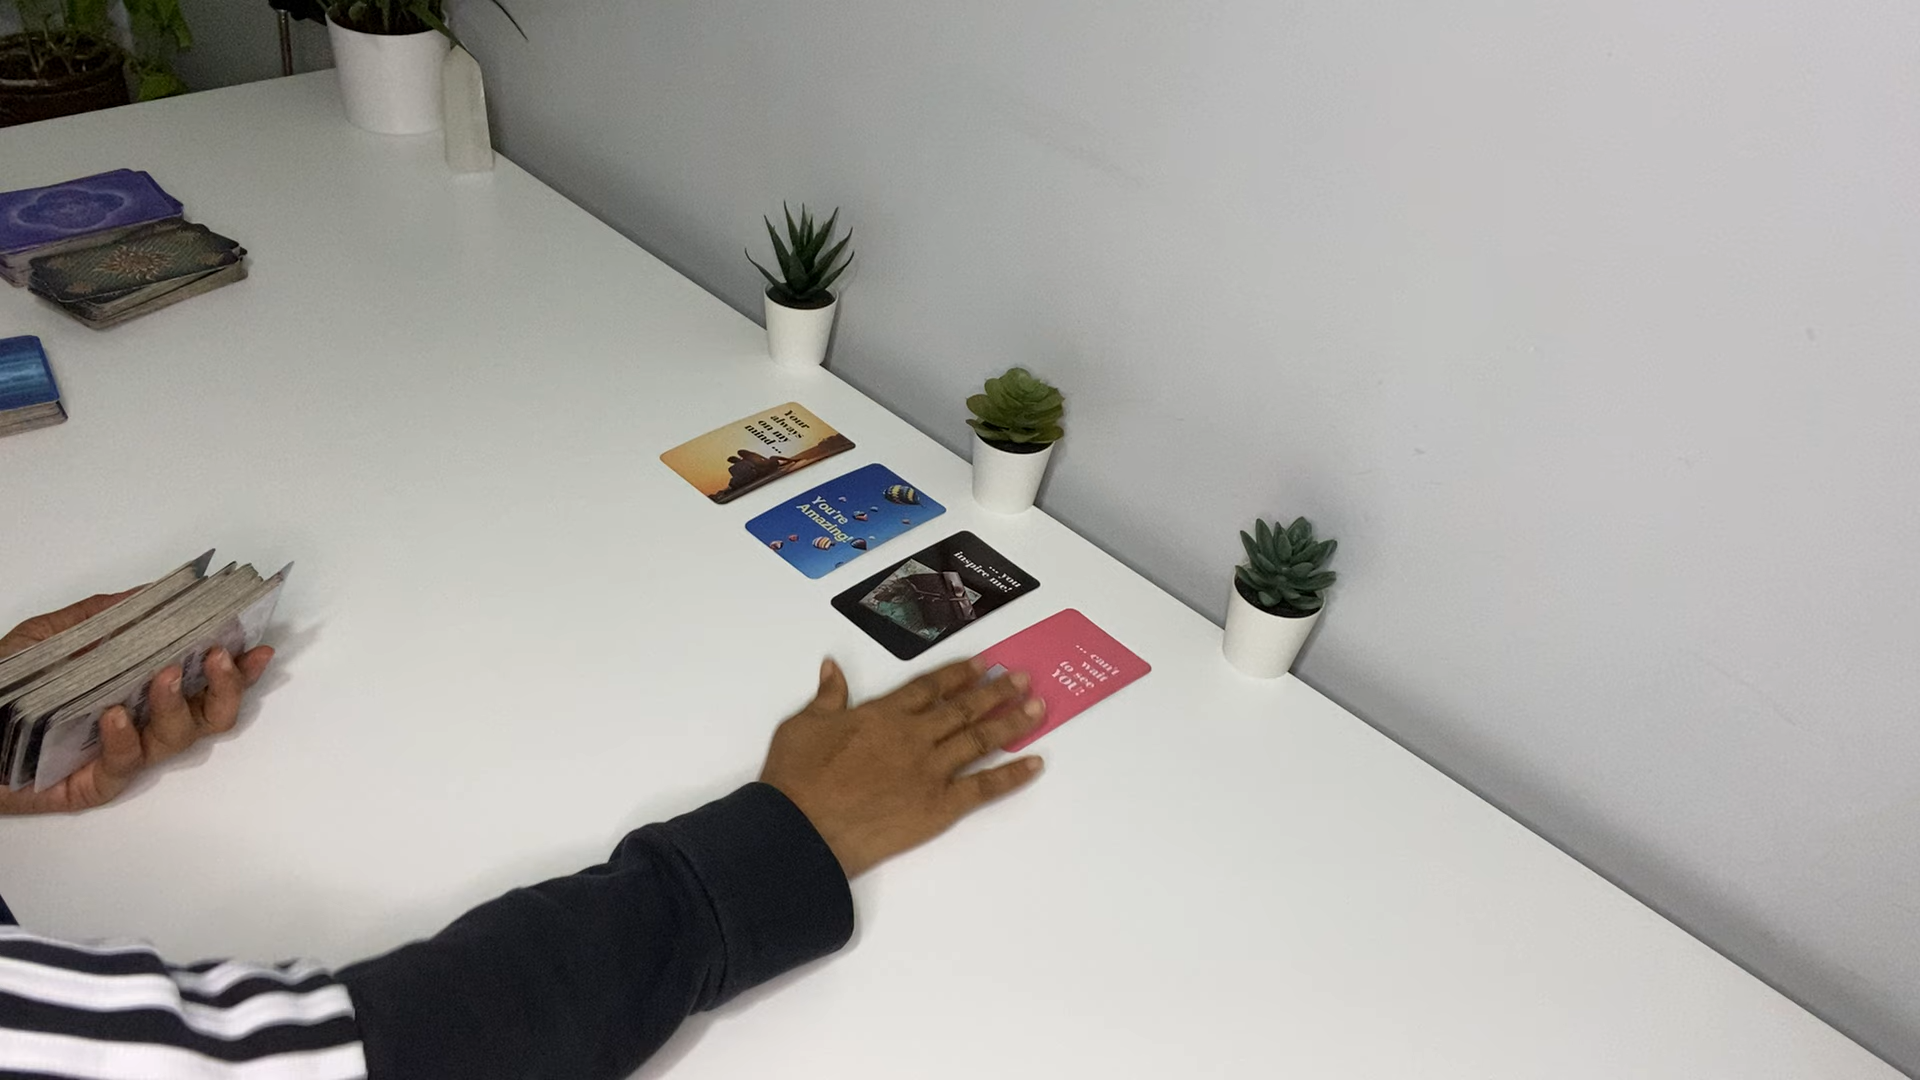 Your
always
on my
mind ...
You're
Amazing!
... you
inspire me!
... can't
wait
to see
YOU!